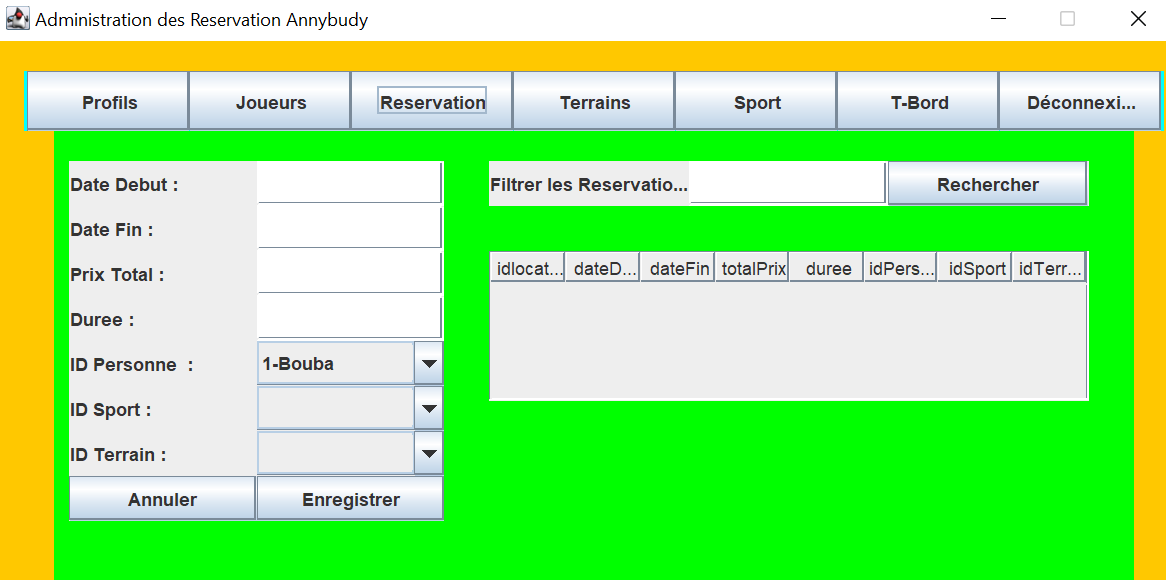 Administration des Reservation Annybudy
Profils Joueurs Reservation Terrains Sport T-Bord Déconnexi...
Date Debut :
Date Fin :
Prix Total :
Duree :
ID Personne  : 1-Bouba
ID Sport :
ID Terrain :
Annuler Enregistrer
Filtrer les Reservatio... Rechercher
idlocat... dateD... dateFin totalPrix duree idPers... idSport idTerr...